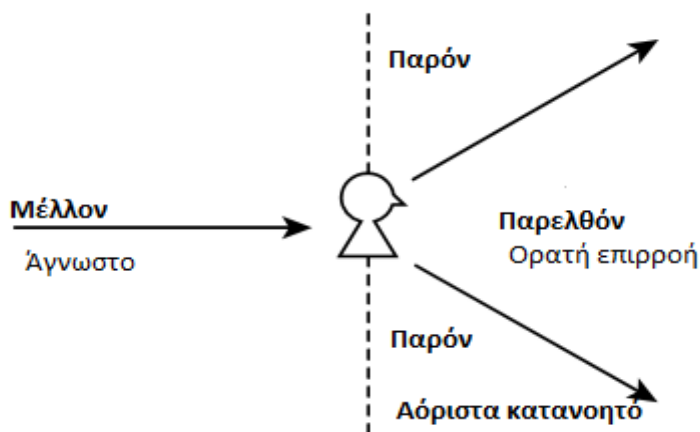 Παρόν
Μέλλον
Άγνωστο
Παρελθόν
Ορατή επιρροή
Παρόν
Αόριστα κατανοητό